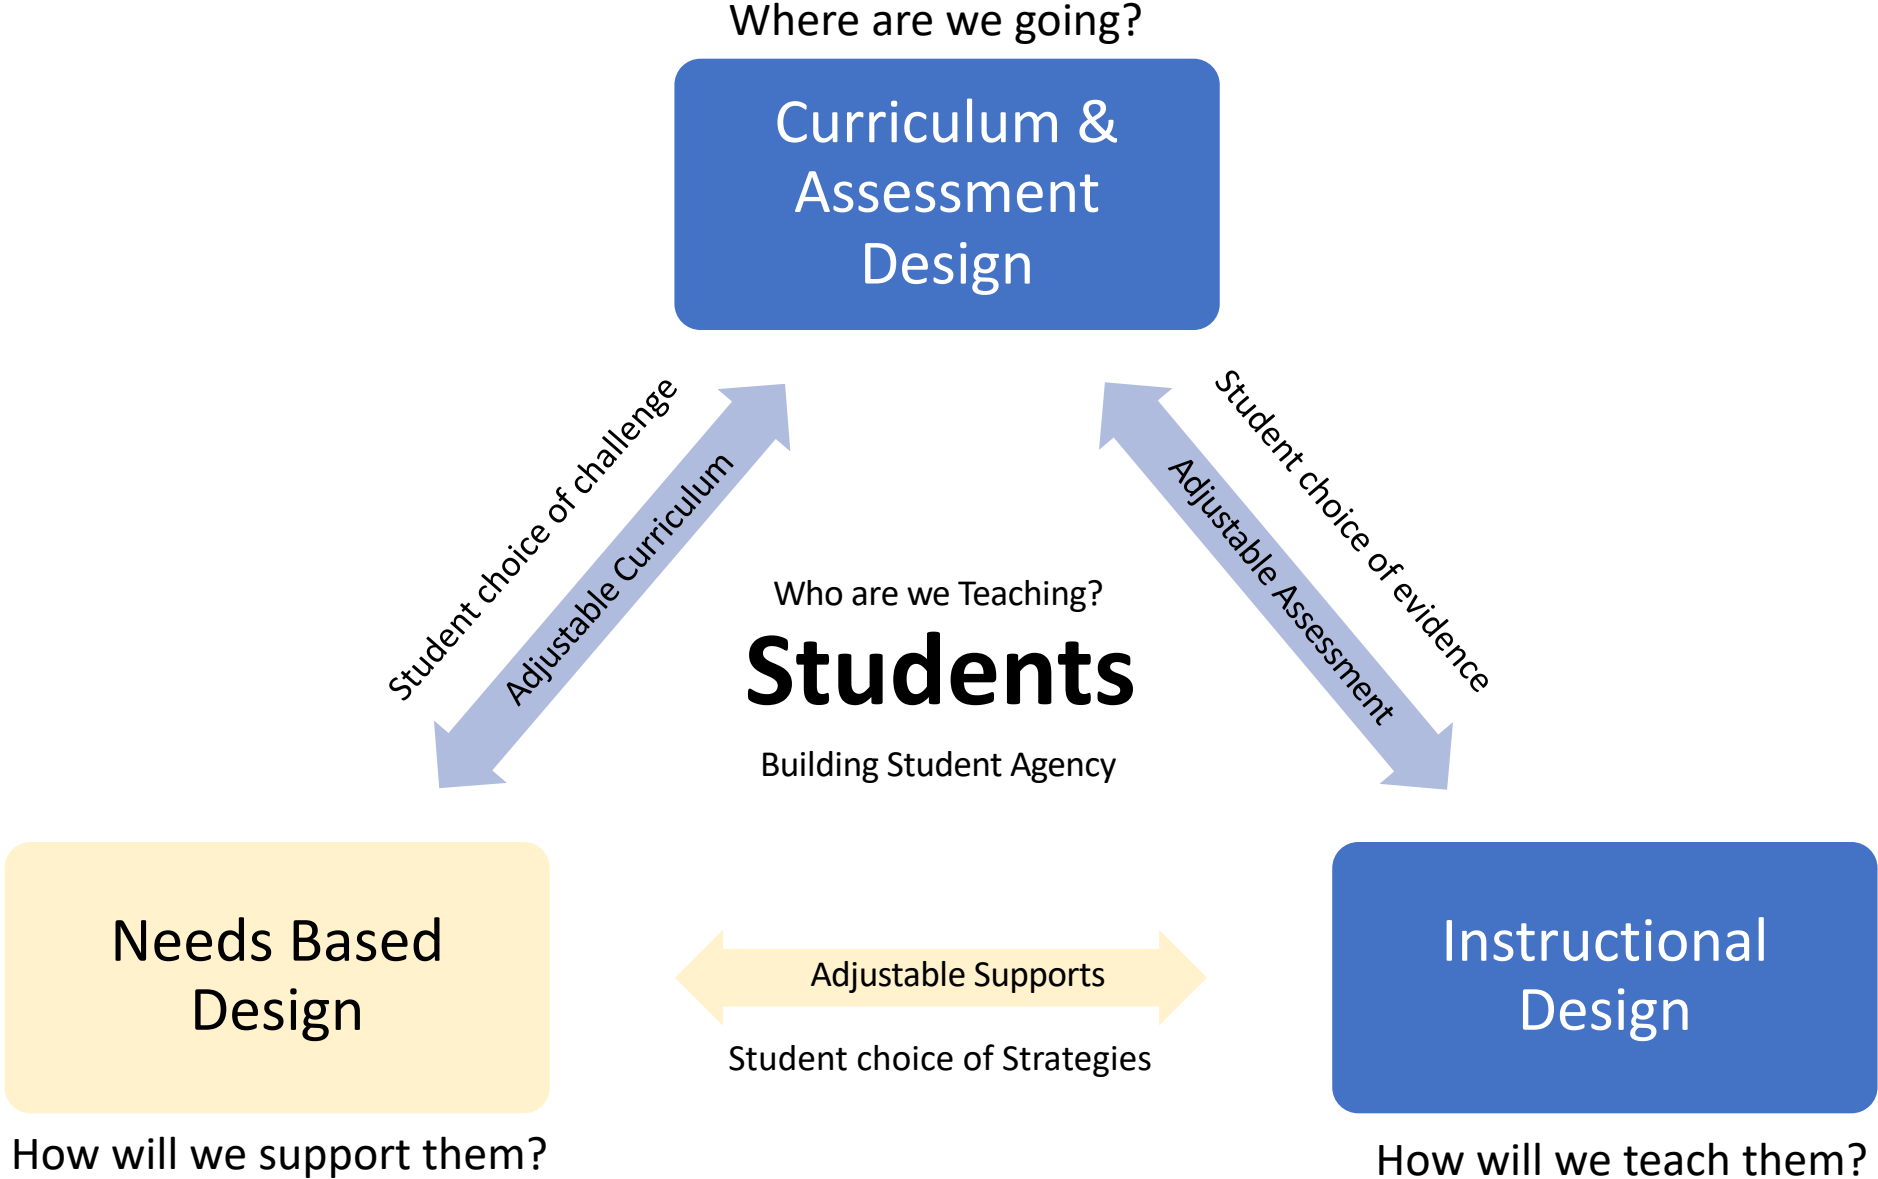 Where are we going?
Curriculum &
Assessment
Design
Student choice of challenge
Adjustable Curriculum
Student choice of evidence
Adjustable Assessment
Who are we Teaching?
Students
Building Student Agency
Needs Based
Design
Adjustable Supports
Student choice of Strategies
Instructional
Design
How will we support them?
How will we teach them?